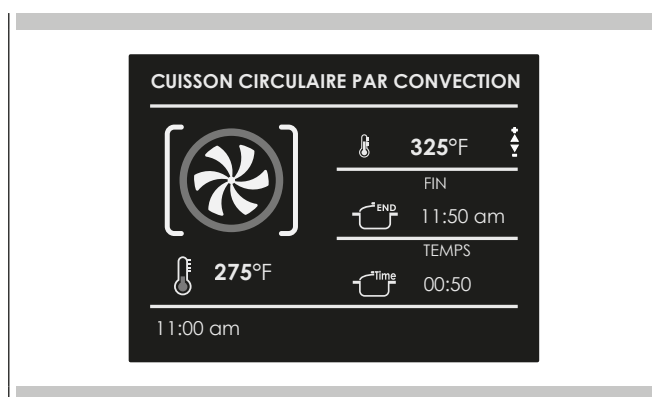 CUISSON CIRCULAIRE PAR CONVECTION
325°F
FIN
END 11:50 am
TEMPS
Time 00:50
275°F
11:00 am